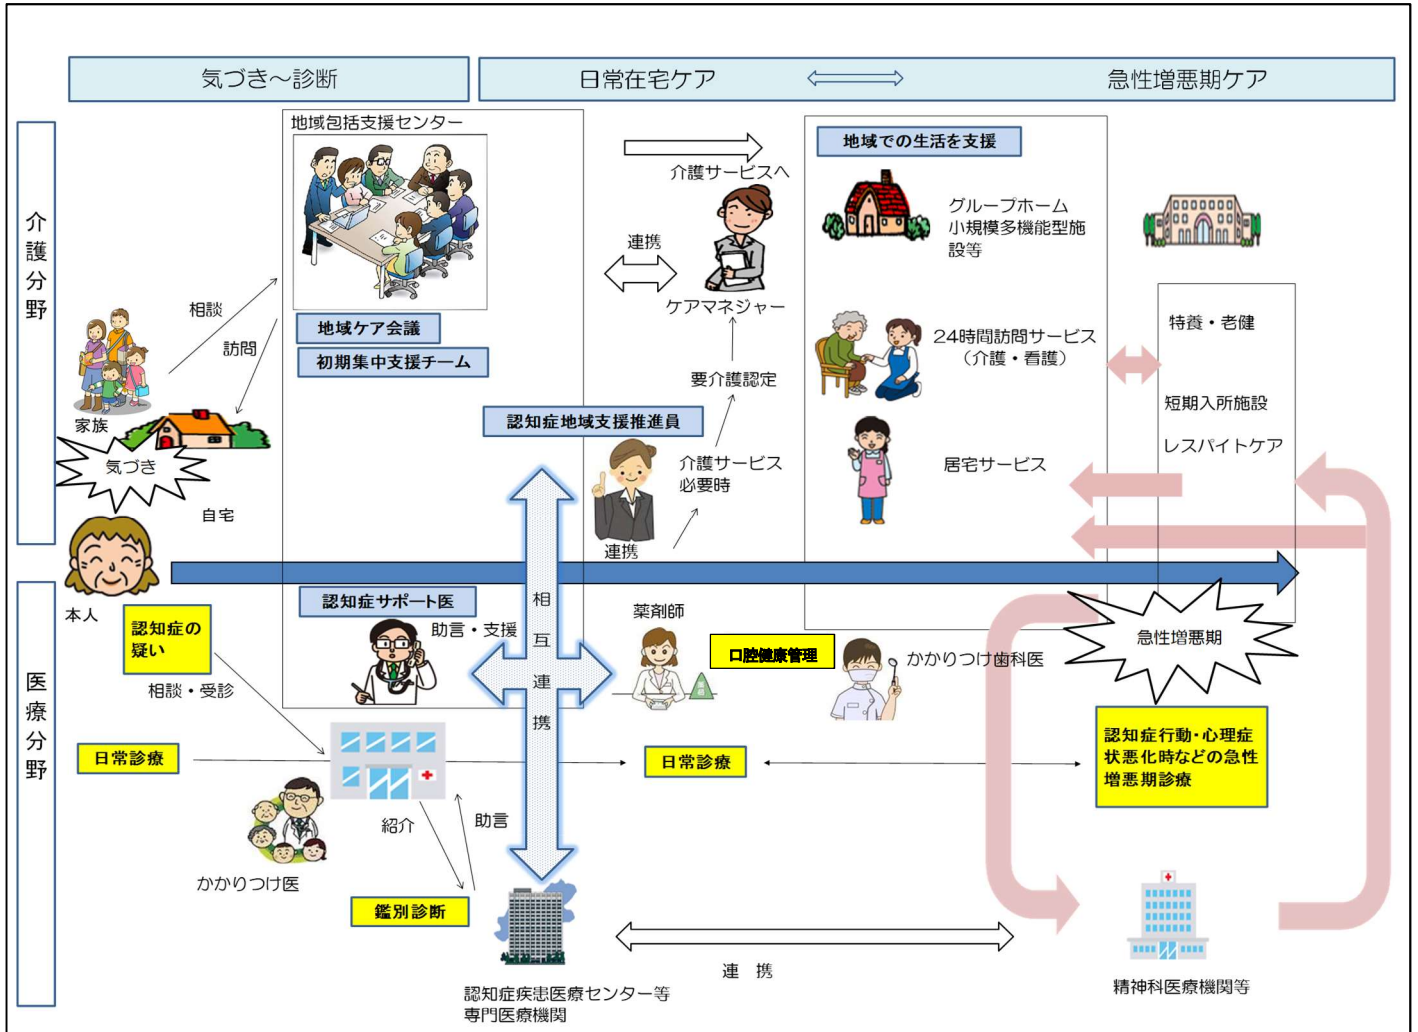 気づき～診断
日常在宅ケア
急性増悪期ケア
介護分野
医療分野
地域包括支援センター
地域ケア会議
初期集中支援チーム
相談
訪問
家族
気づき
自宅
本人
介護サービスへ
連携
ケアマネジャー
要介護認定
認知症地域支援推進員
介護サービス
必要時
連携
地域での生活を支援
グループホーム
小規模多機能型施
設等
24時間訪問サービス
（介護・看護）
居宅サービス
特養・老健
短期入所施設
レスパイトケア
認知症の
疑い
相談・受診
認知症サポート医
助言・支援
相互連携
薬剤師
口腔健康管理
かかりつけ歯科医
急性増悪期
日常診療
日常診療
認知症行動・心理症
状悪化時などの急性
増悪期診療
かかりつけ医
紹介
助言
鑑別診断
認知症疾患医療センター等
専門医療機関
連　携
精神科医療機関等